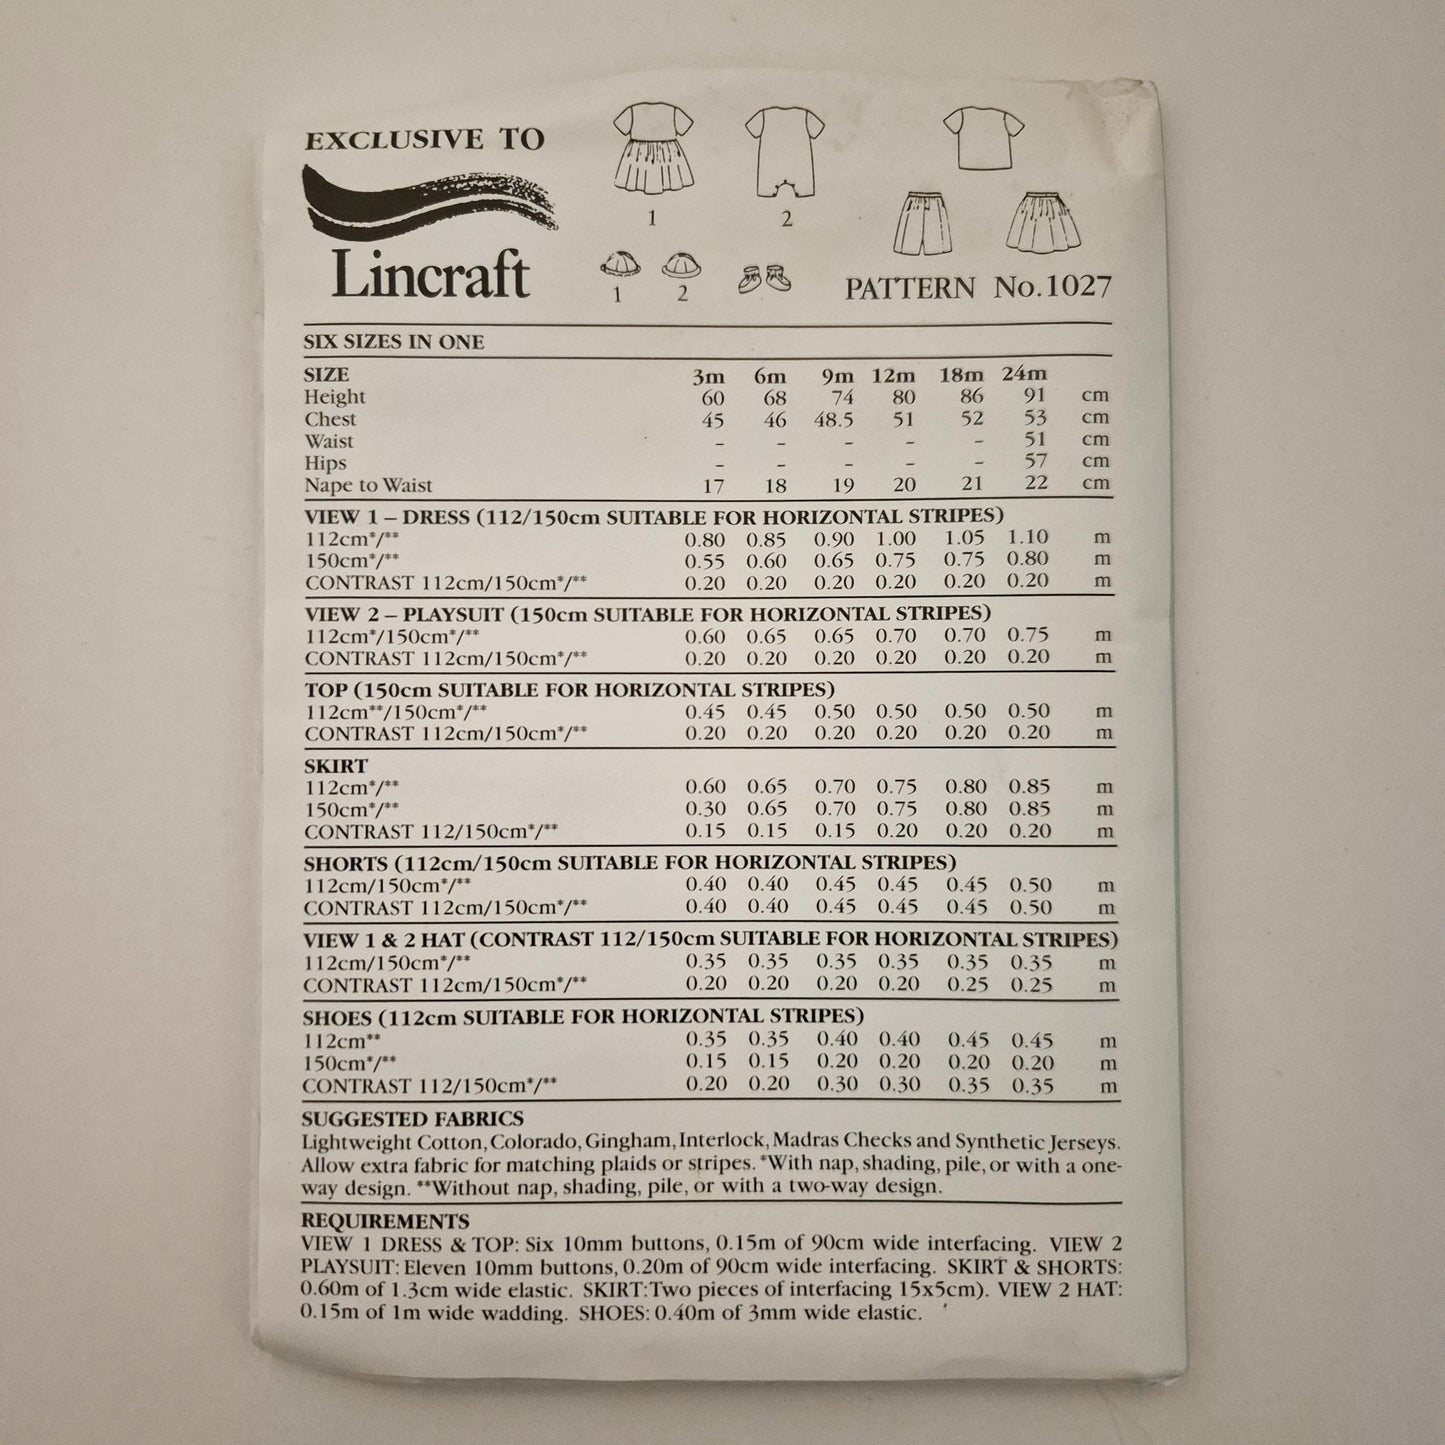 EXCLUSIVE TO
Lincraft
1 2
1 2
PATTERN No.1027
SIX SIZES IN ONE
SIZE 3m 6m 9m 12m 18m 24m
Height 60 68 74 80 86 91 cm
Chest 45 46 48.5 51 52 53 cm
Waist – – – – – 51 cm
Hips – – – – – 57 cm
Nape to Waist 17 18 19 20 21 22 cm
VIEW 1 – DRESS (112/150cm SUITABLE FOR HORIZONTAL STRIPES)
112cm*/** 0.80 0.85 0.90 1.00 1.05 1.10 m
150cm*/** 0.55 0.60 0.65 0.75 0.75 0.80 m
CONTRAST 112cm/150cm*/** 0.20 0.20 0.20 0.20 0.20 0.20 m
VIEW 2 – PLAYSUIT (150cm SUITABLE FOR HORIZONTAL STRIPES)
112cm*/150cm*/** 0.60 0.65 0.65 0.70 0.70 0.75 m
CONTRAST 112cm/150cm*/** 0.20 0.20 0.20 0.20 0.20 0.20 m
TOP (150cm SUITABLE FOR HORIZONTAL STRIPES)
112cm**/150cm*/** 0.45 0.45 0.50 0.50 0.50 0.50 m
CONTRAST 112cm/150cm*/** 0.20 0.20 0.20 0.20 0.20 0.20 m
SKIRT
112cm*/** 0.60 0.65 0.70 0.75 0.80 0.85 m
150cm*/** 0.30 0.65 0.70 0.75 0.80 0.85 m
CONTRAST 112/150cm*/** 0.15 0.15 0.15 0.20 0.20 0.20 m
SHORTS (112cm/150cm SUITABLE FOR HORIZONTAL STRIPES)
112cm/150cm*/** 0.40 0.40 0.45 0.45 0.45 0.50 m
CONTRAST 112cm/150cm*/** 0.40 0.40 0.45 0.45 0.45 0.50 m
VIEW 1 & 2 HAT (CONTRAST 112/150cm SUITABLE FOR HORIZONTAL STRIPES)
112cm/150cm*/** 0.35 0.35 0.35 0.35 0.35 0.35 m
CONTRAST 112cm/150cm*/** 0.20 0.20 0.20 0.20 0.25 0.25 m
SHOES (112cm SUITABLE FOR HORIZONTAL STRIPES)
112cm** 0.35 0.35 0.40 0.40 0.45 0.45 m
150cm*/** 0.15 0.15 0.20 0.20 0.20 0.20 m
CONTRAST 112/150cm*/** 0.20 0.20 0.30 0.30 0.35 0.35 m
SUGGESTED FABRICS
Lightweight Cotton, Colorado, Gingham, Interlock, Madras Checks and Synthetic Jerseys.
Allow extra fabric for matching plaids or stripes. *With nap, shading, pile, or with a one-
way design. **Without nap, shading, pile, or with a two-way design.
REQUIREMENTS
VIEW 1 DRESS & TOP: Six 10mm buttons, 0.15m of 90cm wide interfacing. VIEW 2
PLAYSUIT: Eleven 10mm buttons, 0.20m of 90cm wide interfacing. SKIRT & SHORTS:
0.60m of 1.3cm wide elastic. SKIRT: Two pieces of interfacing 15x5cm). VIEW 2 HAT:
0.15m of 1m wide wadding. SHOES: 0.40m of 3mm wide elastic.